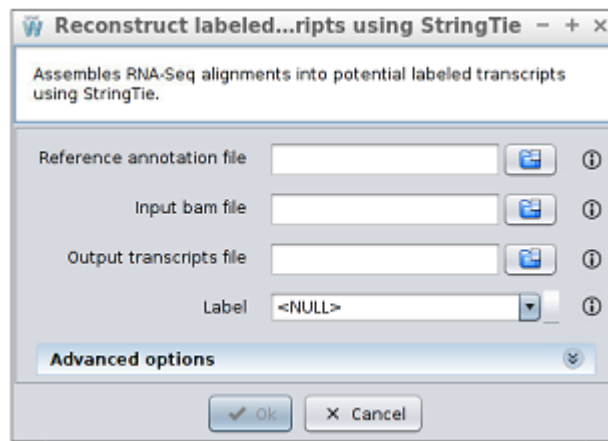 Reconstruct labeled...ripts using StringTie
Assembles RNA-Seq alignments into potential labeled transcripts
using StringTie.
Reference annotation file
Input bam file
Output transcripts file
Label <NULL>
Advanced options
Ok Cancel